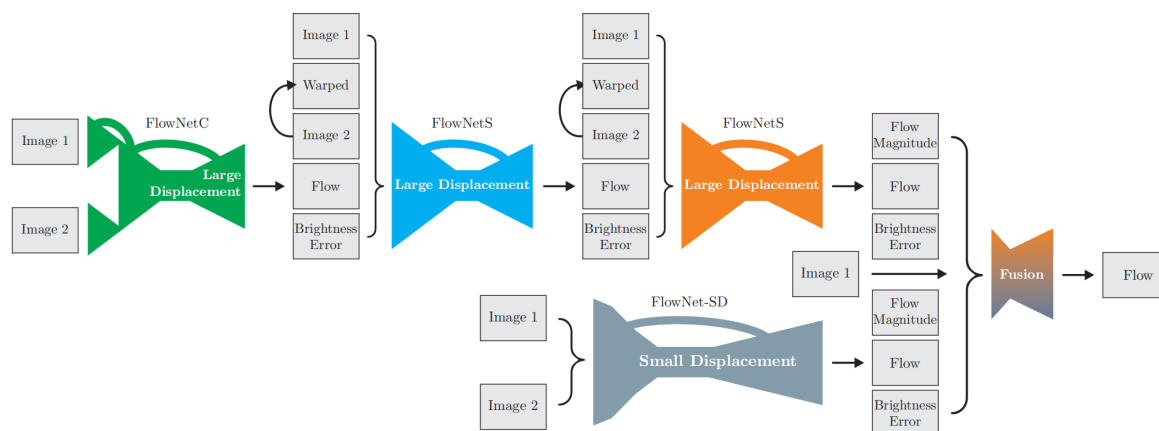 Image 1
Image 2
FlowNetC
Large
Displacement
Image 1
Warped
Image 2
Flow
Brightness
Error
FlowNetS
Large Displacement
Image 1
Warped
Image 2
Flow
Brightness
Error
FlowNetS
Large Displacement
Flow
Magnitude
Flow
Brightness
Error
Image 1
Image 1
Image 2
FlowNet-SD
Small Displacement
Flow
Magnitude
Flow
Brightness
Error
Fusion
Flow